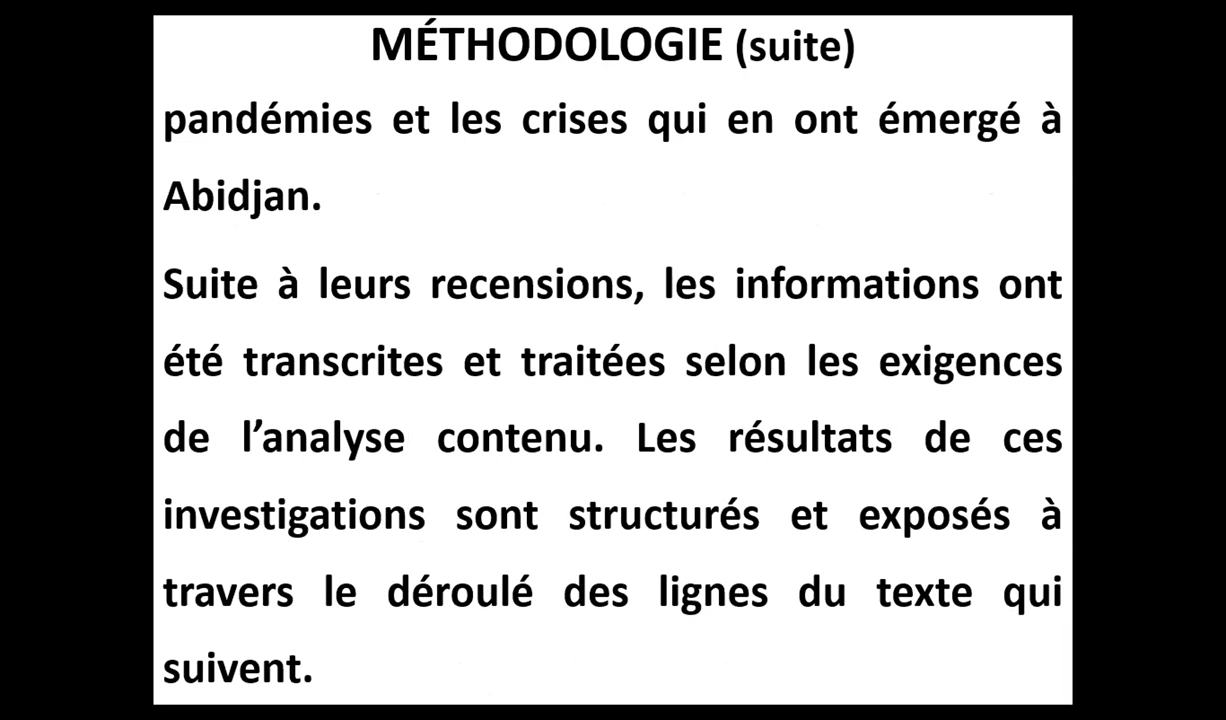 MÉTHODOLOGIE (suite)
pandémies et les crises qui en ont émergé à
Abidjan.
Suite à leurs recensions, les informations ont
été transcrites et traitées selon les exigences
de l’analyse contenu. Les résultats de ces
investigations sont structurés et exposés à
travers le déroulé des lignes du texte qui
suivent.